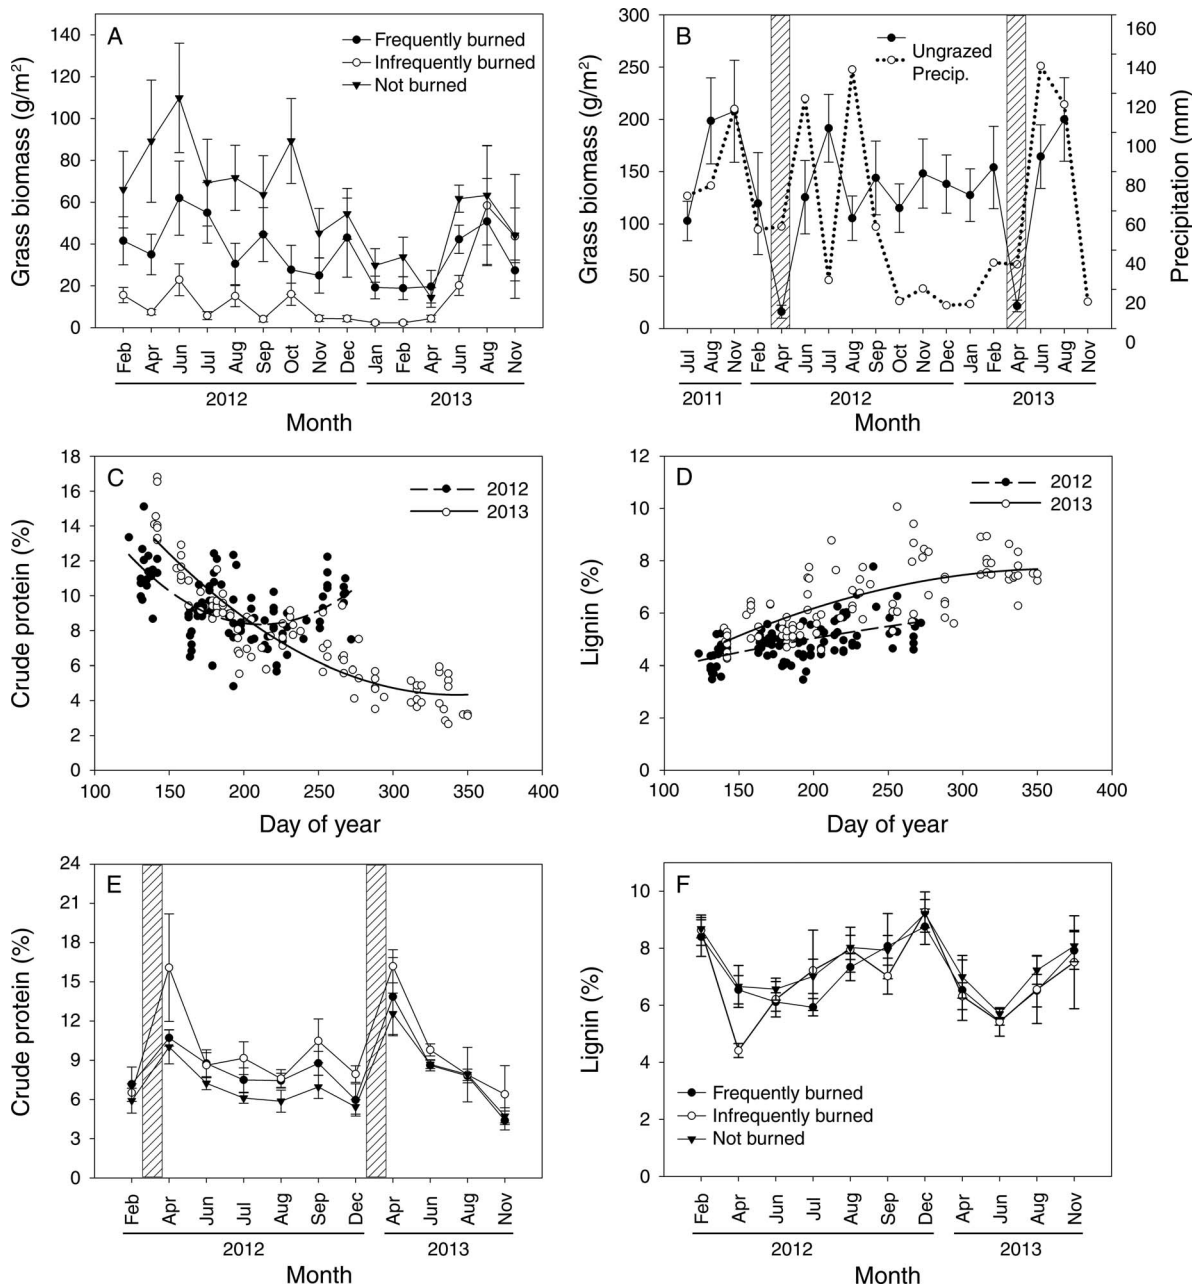 A
Frequently burned
Infrequently burned
Not burned
Grass biomass (g/m²)
140
120
100
80
60
40
20
0
Feb
Apr
Jun
Jul
Aug
Sep
Oct
Nov
Dec
Jan
Feb
Apr
Jun
Aug
Nov
2012
2013
Month
B
Ungrazed
Precip.
Grass biomass (g/m²)
300
250
200
150
100
50
0
Precipitation (mm)
160
140
120
100
80
60
40
20
0
Jul
Aug
Nov
Feb
Apr
Jun
Jul
Aug
Sep
Oct
Nov
Dec
Jan
Feb
Apr
Jun
Aug
Nov
2011
2012
2013
Month
C
2012
2013
Crude protein (%)
18
16
14
12
10
8
6
4
2
0
100
150
200
250
300
350
400
Day of year
D
2012
2013
Lignin (%)
12
10
8
6
4
2
0
100
150
200
250
300
350
400
Day of year
E
Crude protein (%)
24
21
18
15
12
9
6
3
0
Feb
Apr
Jun
Jul
Aug
Sep
Dec
Apr
Jun
Aug
Nov
2012
2013
Month
F
Lignin (%)
10
8
6
4
2
0
Frequently burned
Infrequently burned
Not burned
Feb
Apr
Jun
Jul
Aug
Sep
Dec
Apr
Jun
Aug
Nov
2012
2013
Month